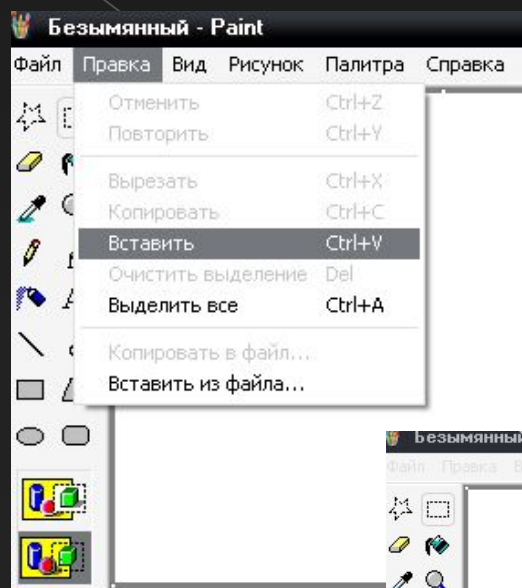 Безымянный - Paint
Файл Правка Вид Рисунок Палитра Справка
Отменить Ctrl+Z
Повторить Ctrl+Y
Вырезать Ctrl+X
Копировать Ctrl+C
Вставить Ctrl+V
Очистить выделение Del
Выделить все Ctrl+A
Копировать в файл...
Вставить из файла...
Безымянный
Файл Правка